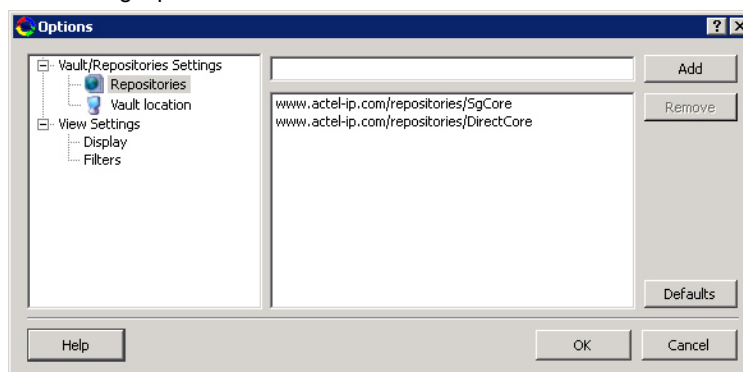 Options
Vault/Repositories Settings
Repositories
Vault location
View Settings
Display
Filters
www.actel-ip.com/repositories/SgCore
www.actel-ip.com/repositories/DirectCore
Add
Remove
Defaults
Help
OK
Cancel